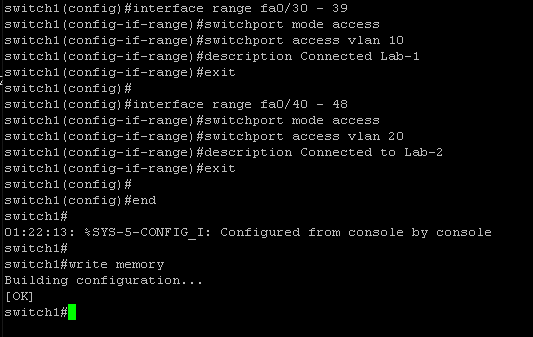 switch1(config)#interface range fa0/30 - 39
switch1(config-if-range)#switchport mode access
switch1(config-if-range)#switchport access vlan 10
switch1(config-if-range)#description Connected Lab-1
switch1(config-if-range)#exit
switch1(config)#
switch1(config)#interface range fa0/40 - 48
switch1(config-if-range)#switchport mode access
switch1(config-if-range)#switchport access vlan 20
switch1(config-if-range)#description Connected to Lab-2
switch1(config-if-range)#exit
switch1(config)#
switch1(config)#end
switch1#
01:22:13: %SYS-5-CONFIG_I: Configured from console by console
switch1#
switch1#write memory
Building configuration...
[OK]
switch1#